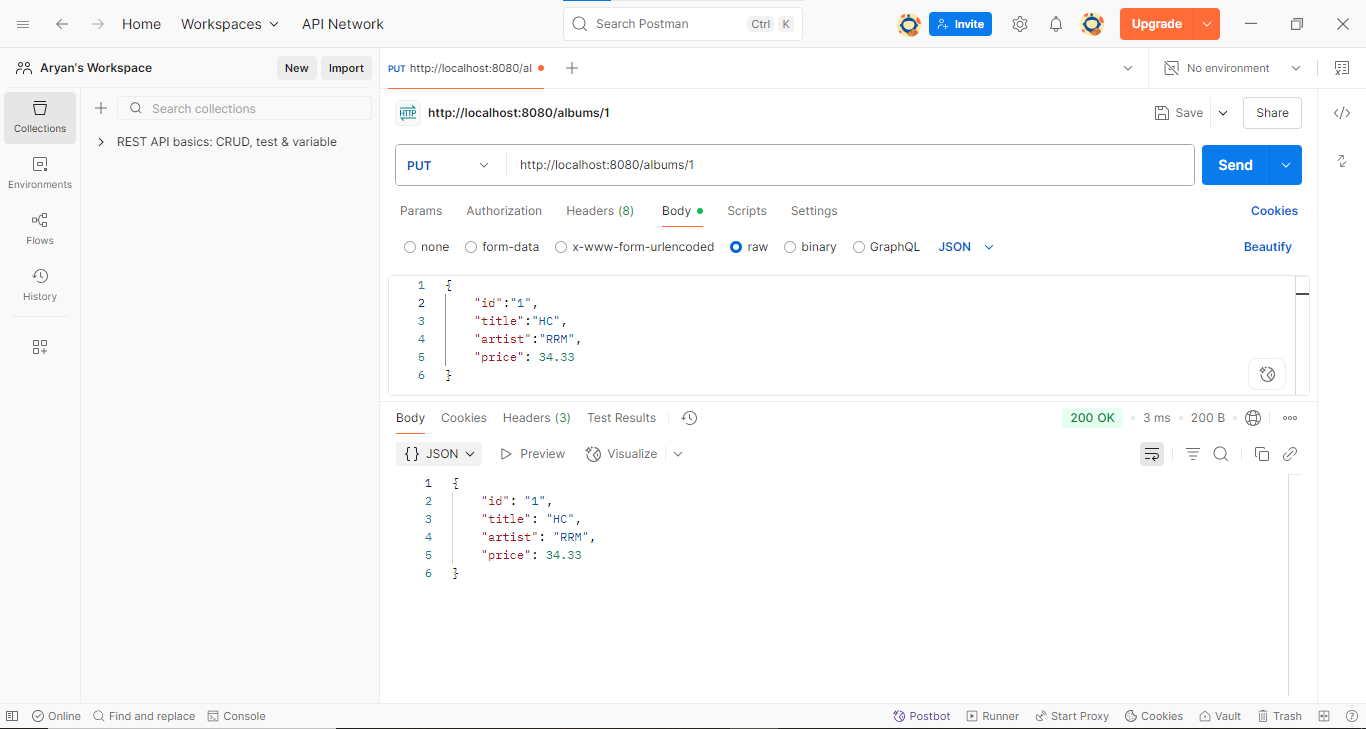 Home Workspaces API Network Search Postman Ctrl K Invite Upgrade
Aryan's Workspace New Import PUT http://localhost:8080/al No environment
Collections
Environments
Flows
History
Search collections
REST API basics: CRUD, test & variable
HTTP http://localhost:8080/albums/1 Save Share
PUT http://localhost:8080/albums/1 Send
Params Authorization Headers (8) Body Scripts Settings Cookies
none form-data x-www-form-urlencoded raw binary GraphQL JSON Beautify
1 {
2 "id":"1",
3 "title":"HC",
4 "artist":"RRM",
5 "price": 34.33
6 }
Body Cookies Headers (3) Test Results 200 OK • 3 ms • 200 B •
{} JSON Preview Visualize
1 {
2 "id": "1",
3 "title": "HC",
4 "artist": "RRM",
5 "price": 34.33
6 }
Online Find and replace Console Postbot Runner Start Proxy Cookies Vault Trash